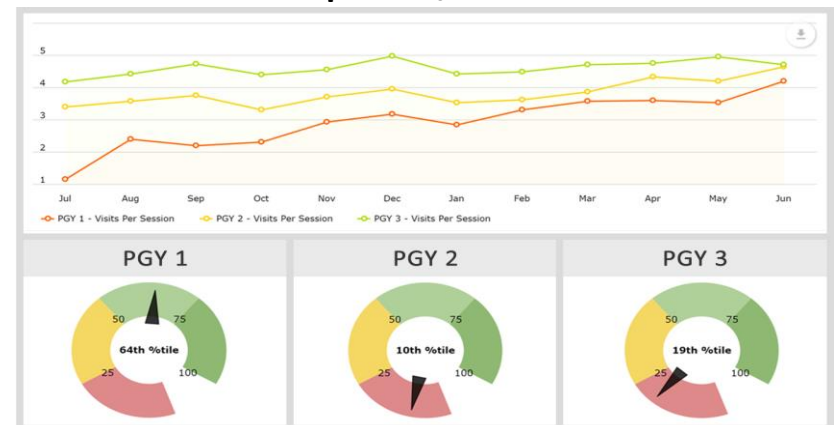 5
4
3
2
1
Jul Aug Sep Oct Nov Dec Jan Feb Mar Apr May Jun
PGY 1 - Visits Per Session PGY 2 - Visits Per Session PGY 3 - Visits Per Session
PGY 1 PGY 2 PGY 3
50 75 50 75 50 75
64th %tile 10th %tile 19th %tile
25 100 25 100 25 100